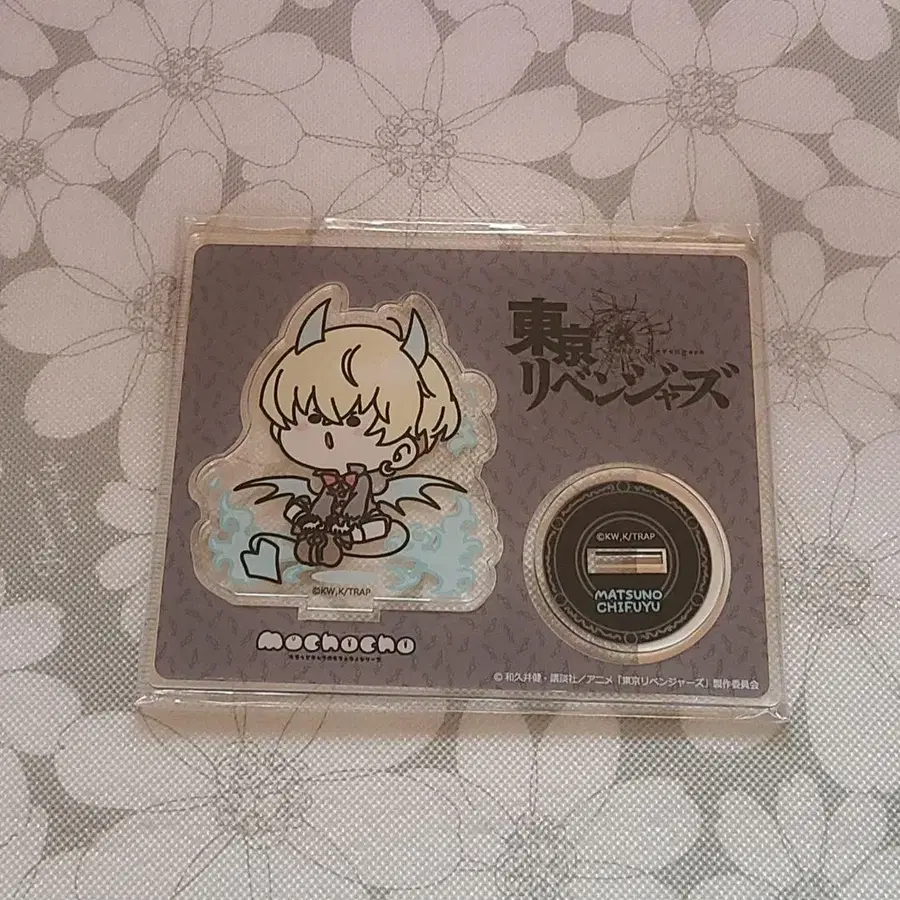 東京
リベンジャーズ
©KW,K/TRAP
MATSUNO
CHIFUYU
©KW,K/TRAP
mochocho
© 和久井健・講談社／アニメ「東京リベンジャーズ」製作委員会